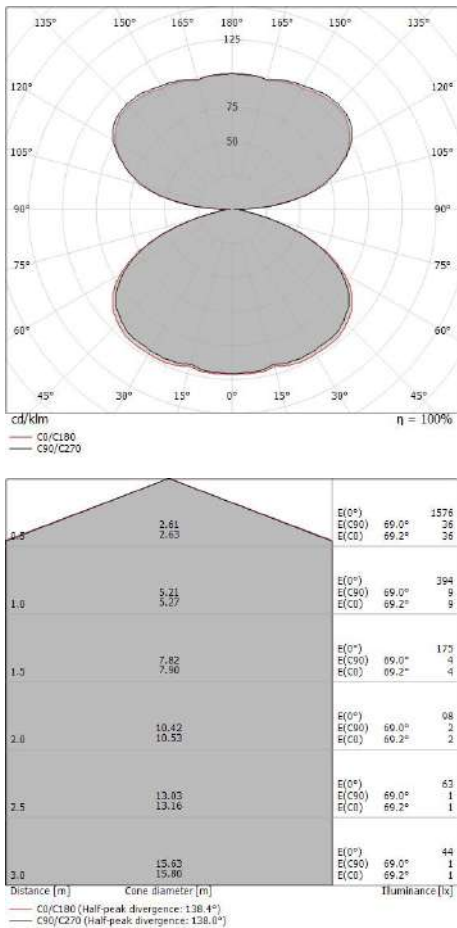 135° 150° 165° 180° 165° 150° 135°
125
120° 120°
75
105° 50 105°
90° 90°
75° 75°
60° 60°
45° 30° 15° 0° 15° 30° 45°
cd/klm η = 100%
C0/C180
C90/C270
E(0°) 1576
2.61 E(C90) 69.0° 36
0.5 2.63 E(C0) 69.2° 36
E(0°) 394
5.21 E(C90) 69.0° 9
1.0 5.27 E(C0) 69.2° 9
E(0°) 175
7.82 E(C90) 69.0° 4
1.5 7.90 E(C0) 69.2° 4
E(0°) 98
10.42 E(C90) 69.0° 2
2.0 10.53 E(C0) 69.2° 2
E(0°) 63
13.03 E(C90) 69.0° 1
2.5 13.16 E(C0) 69.2° 1
E(0°) 44
15.63 E(C90) 69.0° 1
3.0 15.80 E(C0) 69.2° 1
Distance [m] Cone diameter [m] Illuminance [lx]
C0/C180 (Half-peak divergence: 138.4°)
C90/C270 (Half-peak divergence: 138.0°)